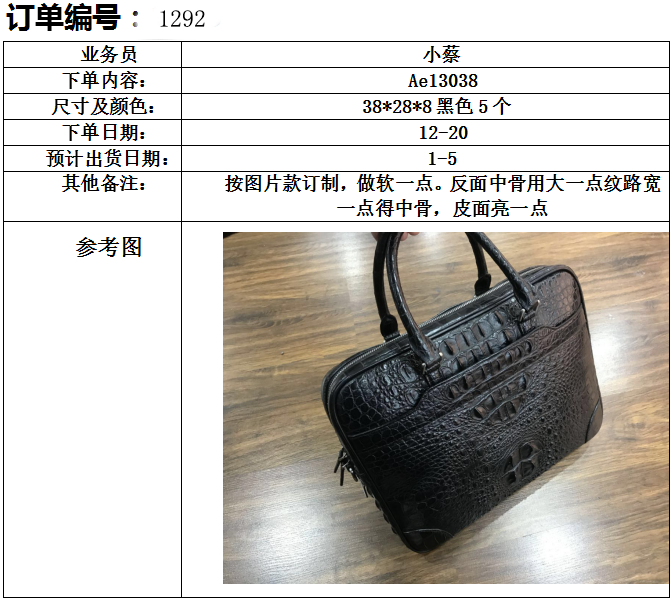 订单编号： 1292
业务员 小蔡
下单内容： Ael3038
尺寸及颜色： 38*28*8黑色5个
下单日期： 12-20
预计出货日期： 1-5
其他备注： 按图片款订制，做软一点。反面中骨用大一点纹路宽
一点得中骨，皮面亮一点
参考图